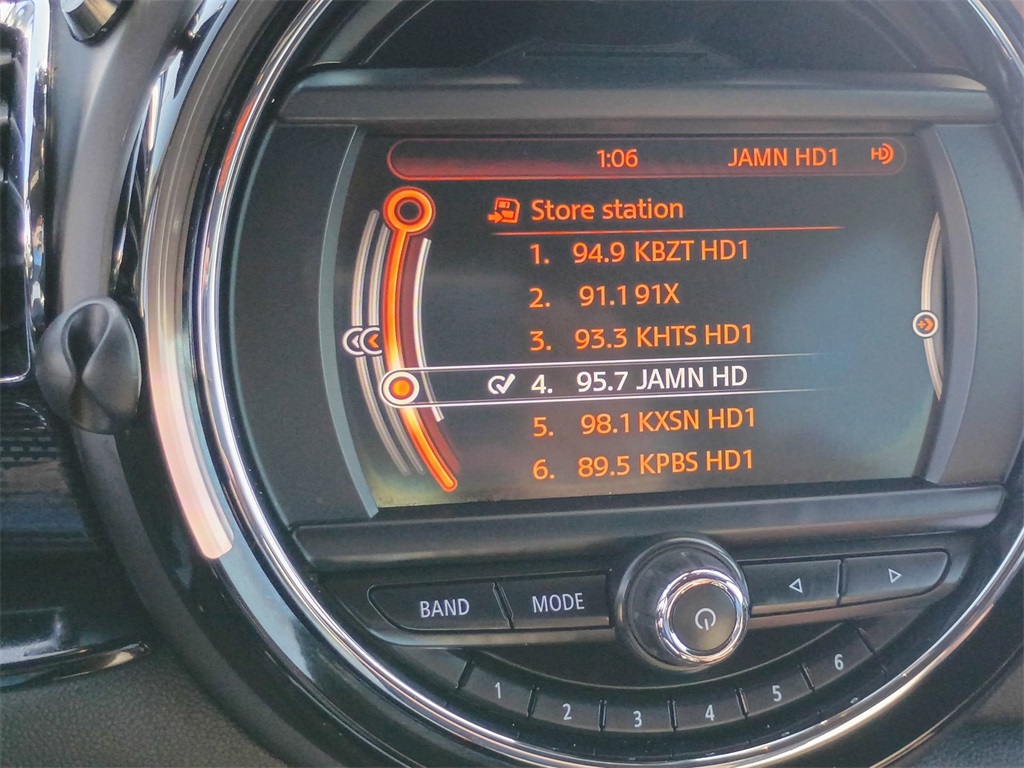 1:06 JAMN HD1 HD
Store station
1. 94.9 KBZT HD1
2. 91.1 91X
3. 93.3 KHTS HD1
4. 95.7 JAMN HD
5. 98.1 KXSN HD1
6. 89.5 KPBS HD1
BAND MODE
1 2 3 4 5 6